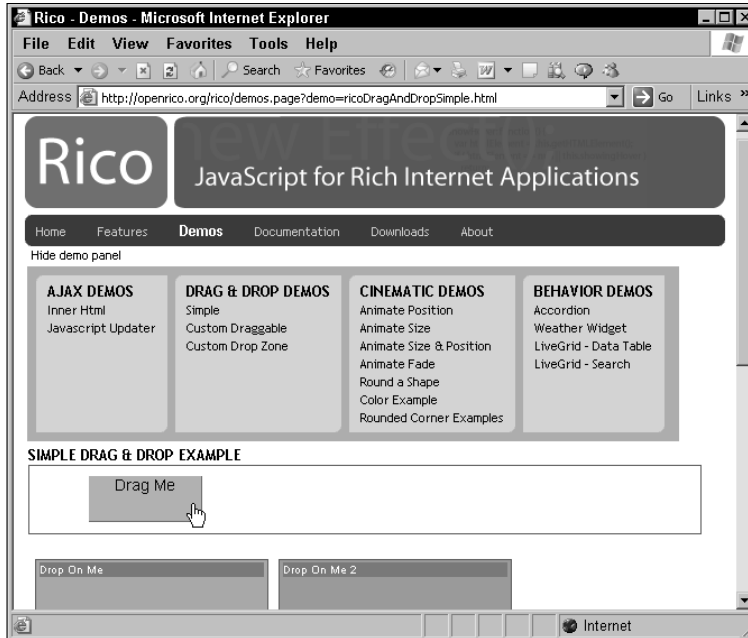 Rico - Demos - Microsoft Internet Explorer
File Edit View Favorites Tools Help
Back Search Favorites
Address http://openrico.org/rico/demos.page?demo=ricoDragAndDropSimple.html Go Links »
new Effect();
Rico
JavaScript for Rich Internet Applications
Home Features Demos Documentation Downloads About
Hide demo panel
AJAX DEMOS
Inner Html
Javascript Updater
DRAG & DROP DEMOS
Simple
Custom Draggable
Custom Drop Zone
CINEMATIC DEMOS
Animate Position
Animate Size
Animate Size & Position
Animate Fade
Round a Shape
Color Example
Rounded Corner Examples
BEHAVIOR DEMOS
Accordion
Weather Widget
LiveGrid - Data Table
LiveGrid - Search
SIMPLE DRAG & DROP EXAMPLE
Drag Me
Drop On Me
Drop On Me 2
Internet